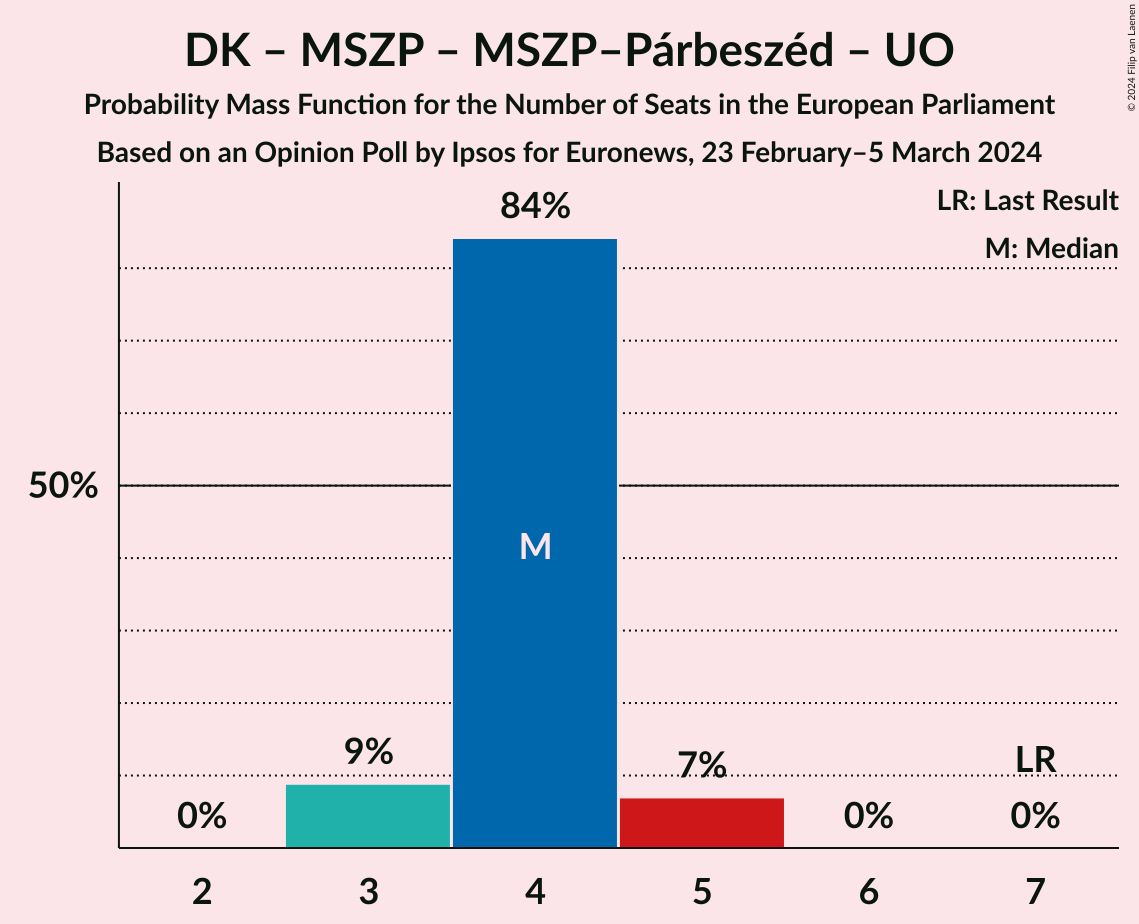 DK – MSZP – MSZP–Párbeszéd – UO
Probability Mass Function for the Number of Seats in the European Parliament
Based on an Opinion Poll by Ipsos for Euronews, 23 February–5 March 2024
© 2024 Filip van Laenen
LR: Last Result
M: Median
84%
50%
M
9%
7%
LR
0%
0%
0%
2 3 4 5 6 7